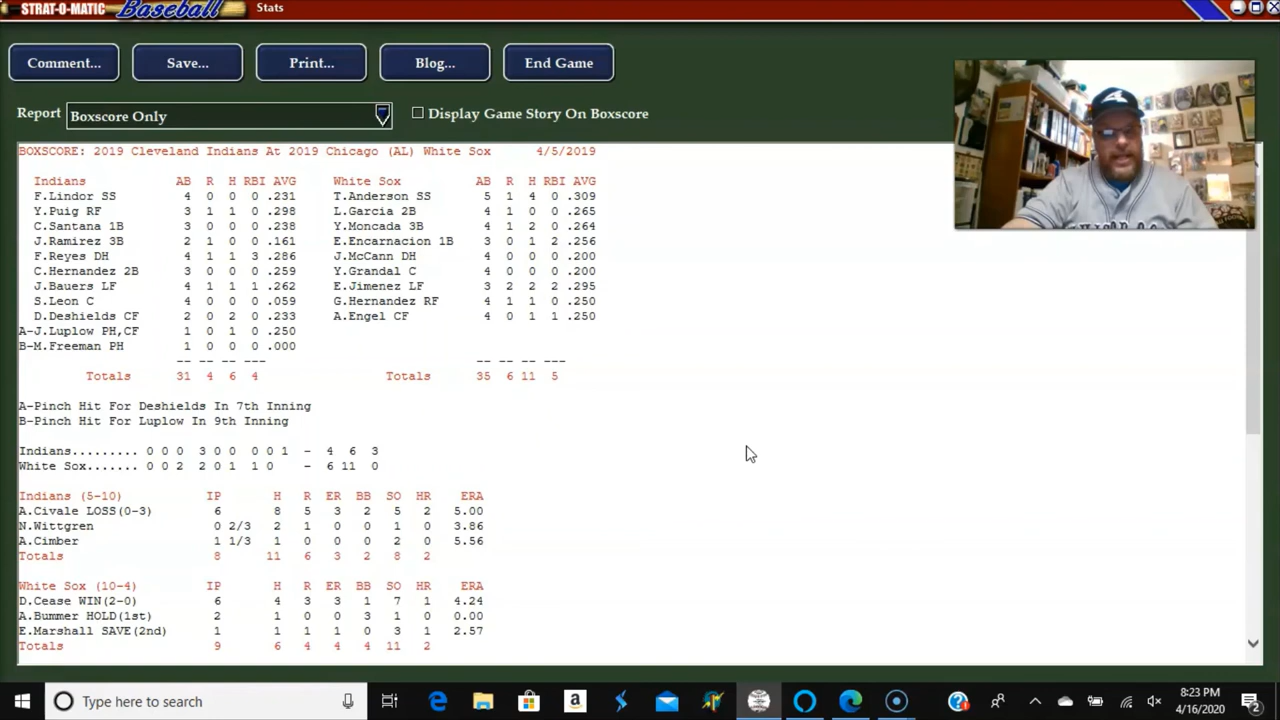 STRAT-O-MATIC Baseball Stats
Comment... Save... Print... Blog... End Game
Report Boxscore Only Display Game Story On Boxscore
BOXSCORE: 2019 Cleveland Indians At 2019 Chicago (AL) White Sox 4/5/2019
Indians AB R H RBI AVG White Sox AB R H RBI AVG
F.Lindor SS 4 0 0 0 .231 T.Anderson SS 5 1 4 0 .309
Y.Puig RF 3 1 1 0 .298 L.Garcia 2B 4 1 0 0 .265
C.Santana 1B 3 0 0 0 .238 Y.Moncada 3B 4 1 2 0 .264
J.Ramirez 3B 2 1 0 0 .161 E.Encarnacion 1B 3 0 1 2 .256
F.Reyes DH 4 1 1 3 .286 J.McCann DH 4 0 0 0 .200
C.Hernandez 2B 3 0 0 0 .259 Y.Grandal C 4 0 0 0 .200
J.Bauers LF 4 1 1 1 .262 E.Jimenez LF 3 2 2 2 .295
S.Leon C 4 0 0 0 .059 G.Hernandez RF 4 1 1 0 .250
D.Deshields CF 2 0 2 0 .233 A.Engel CF 4 0 1 1 .250
A-J.Luplow PH,CF 1 0 1 0 .250
B-M.Freeman PH 1 0 0 0 .000
-- -- -- --- -- -- -- ---
Totals 31 4 6 4 Totals 35 6 11 5
A-Pinch Hit For Deshields In 7th Inning
B-Pinch Hit For Luplow In 9th Inning
Indians......... 0 0 0 3 0 0 0 0 1 - 4 6 3
White Sox....... 0 0 2 2 0 1 1 0 - 6 11 0
Indians (5-10) IP H R ER BB SO HR ERA
A.Civale LOSS(0-3) 6 8 5 3 2 5 2 5.00
N.Wittgren 0 2/3 2 1 0 0 1 0 3.86
A.Cimber 1 1/3 1 0 0 0 2 0 5.56
Totals 8 11 6 3 2 8 2
White Sox (10-4) IP H R ER BB SO HR ERA
D.Cease WIN(2-0) 6 4 3 3 1 7 1 4.24
A.Bummer HOLD(1st) 2 1 0 0 3 1 0 0.00
E.Marshall SAVE(2nd) 1 1 1 1 0 3 1 2.57
Totals 9 6 4 4 4 11 2
Type here to search
8:23 PM
4/16/2020